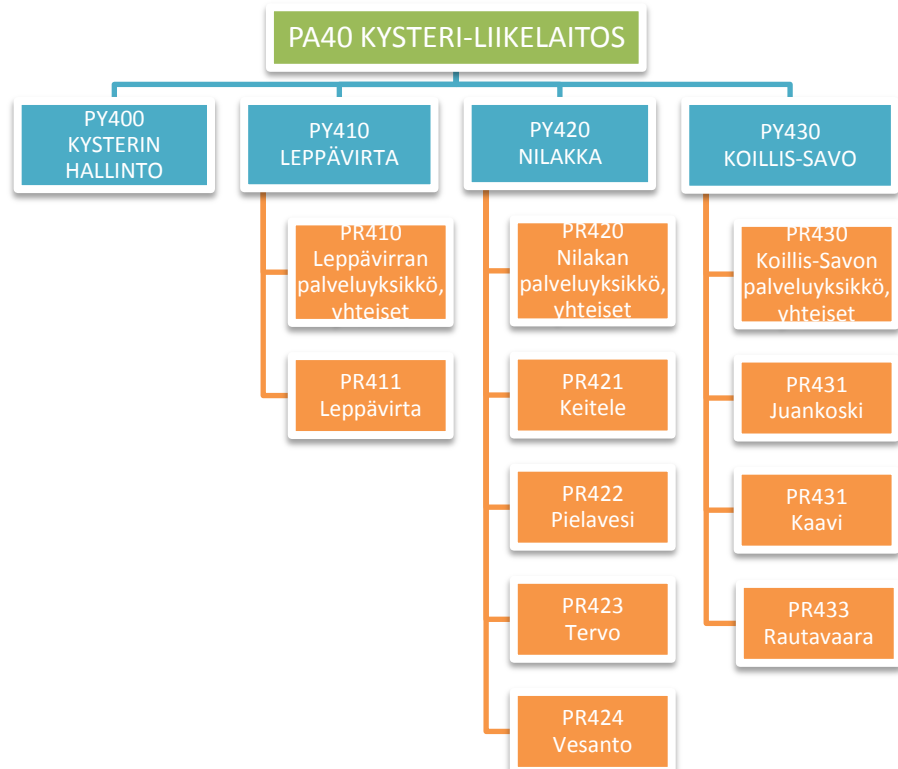 PA40 KYSTERI-LIIKELAITOS
PY400
KYSTERIN
HALLINTO
PY410
LEPPÄVIRTA
PY420
NILAKKA
PY430
KOILLIS-SAVO
PR410
Leppävirran
palveluyksikkö,
yhteiset
PR411
Leppävirta
PR420
Nilakan
palveluyksikkö,
yhteiset
PR421
Keitele
PR422
Pielavesi
PR423
Tervo
PR424
Vesanto
PR430
Koillis-Savon
palveluyksikkö,
yhteiset
PR431
Juankoski
PR431
Kaavi
PR433
Rautavaara